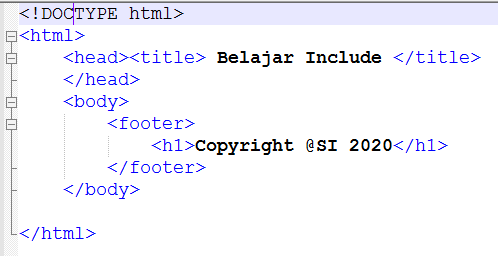 <!DOCTYPE html>
<html>
<head><title> Belajar Include </title>
</head>
<body>
<footer>
<h1>Copyright @SI 2020</h1>
</footer>
</body>
</html>